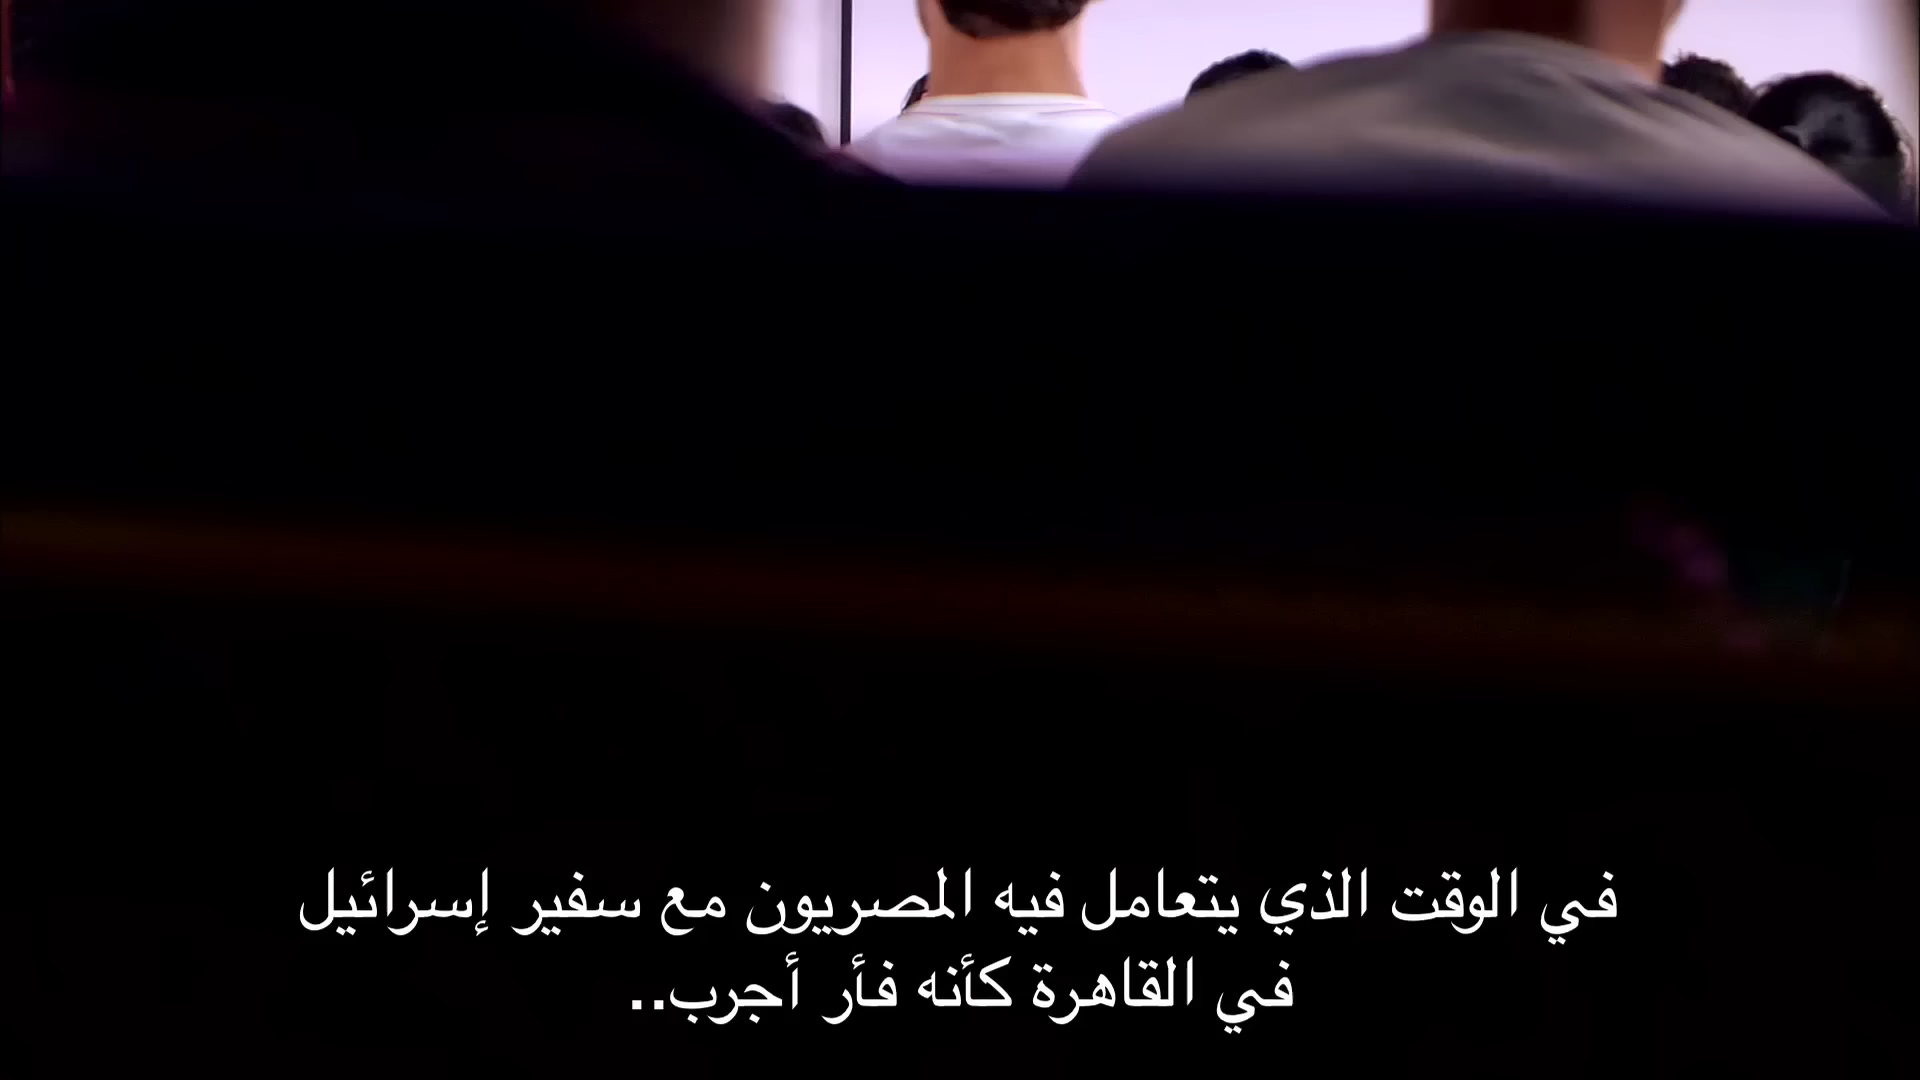 في الوقت الذي يتعامل فيه المصريون مع سفير إسرائيل
في القاهرة كأنه فأر أجرب..